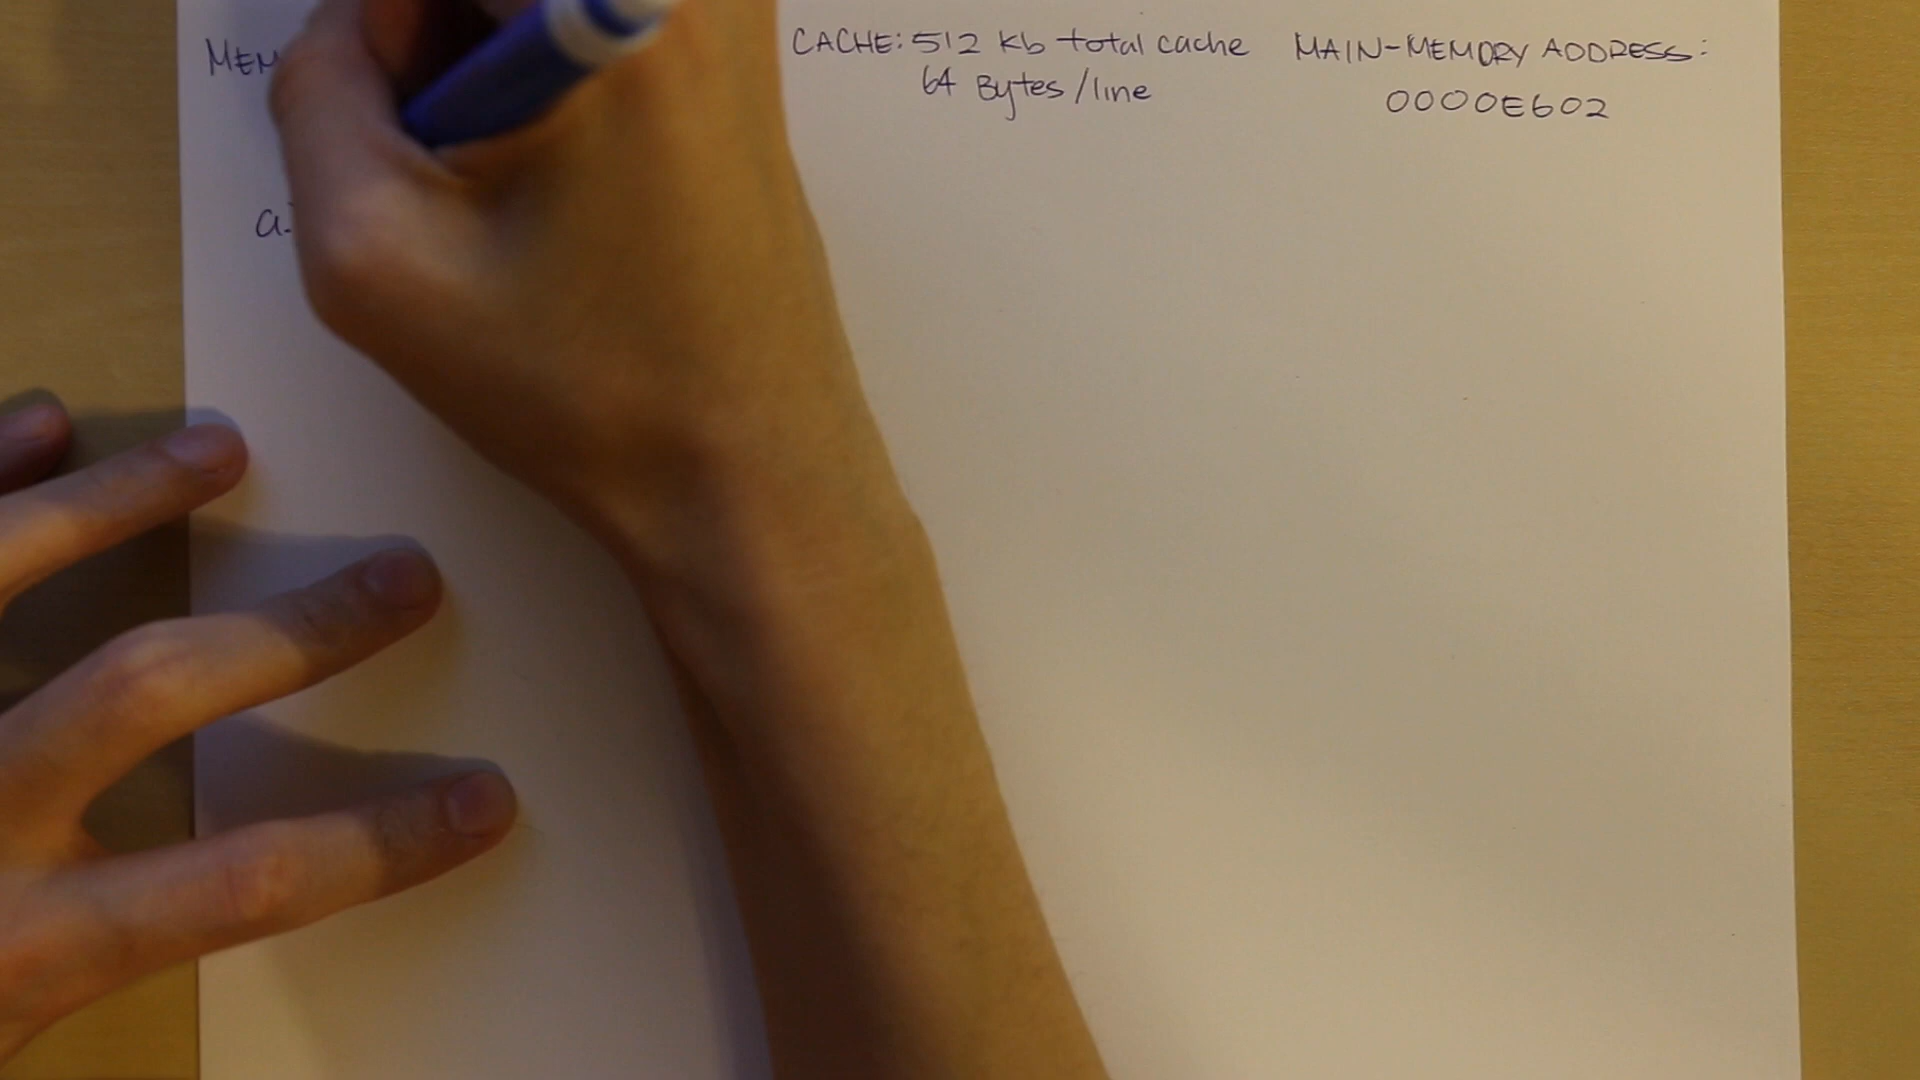 CACHE: 512 Kb total cache
64 Bytes/line
MAIN-MEMORY ADDRESS:
0000E602
a.